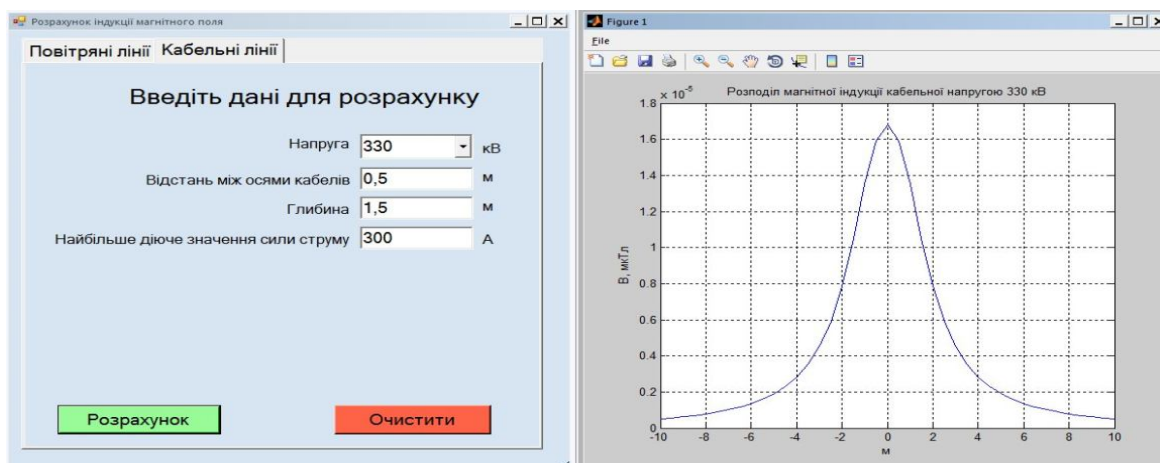 Розрахунок індукції магнітного поля
Повітряні лінії Кабельні лінії
Введіть дані для розрахунку
Напруга 330 кВ
Відстань між осями кабелів 0,5 м
Глибина 1,5 м
Найбільше діюче значення сили струму 300 А
Розрахунок Очистити
Figure 1
File
× 10⁻⁵ Розподіл магнітної індукції кабельної напругою 330 кВ
1.8
1.6
1.4
1.2
1
0.8
0.6
0.4
0.2
0
В, мкТл
-10 -8 -6 -4 -2 0 2 4 6 8 10
м